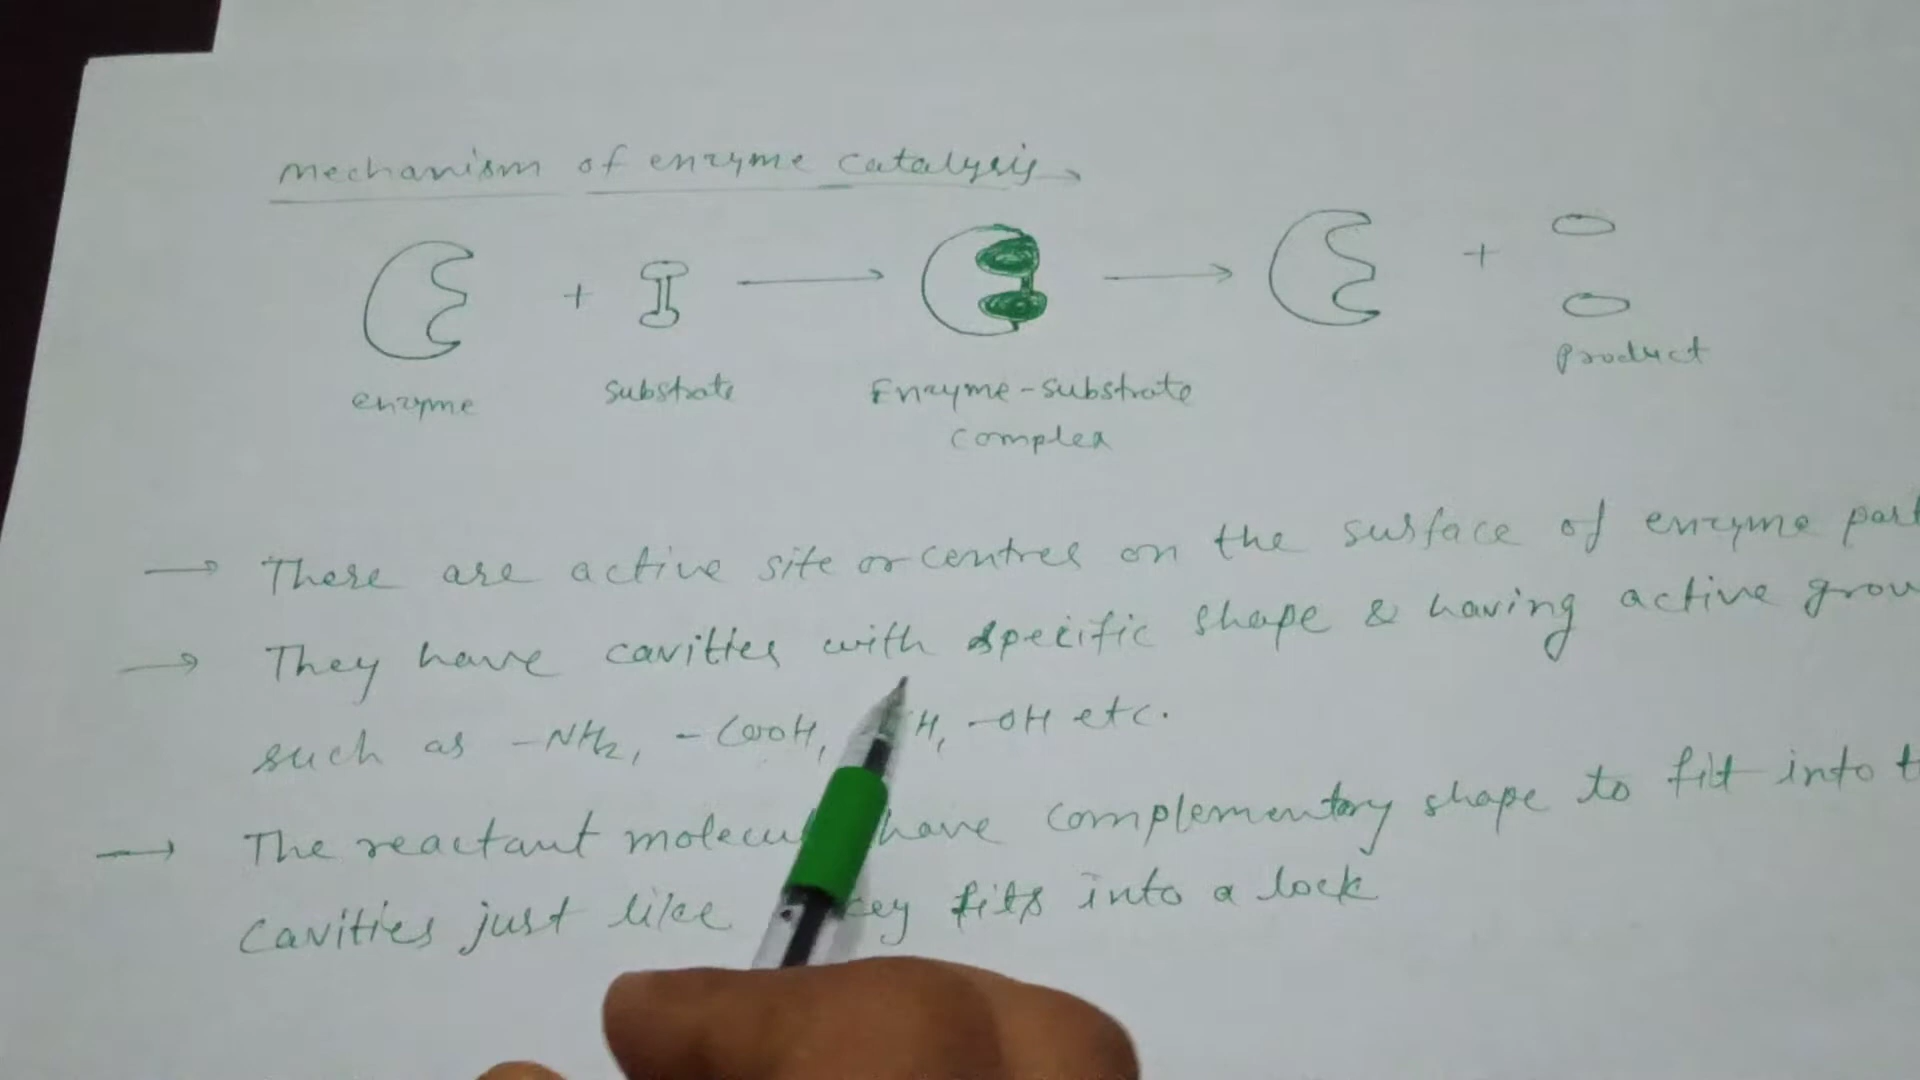 Mechanism of enzyme catalysis
+
+
enzyme
substrate
Enzyme-substrate
complex
product
→ There are active site or centres on the surface of enzyme part
→ They have cavities with specific shape & having active grou
such as -NH2, -COOH, H, -OH etc.
→ The reactant molecu have complementary shape to fit into t
cavities just like key fits into a lock